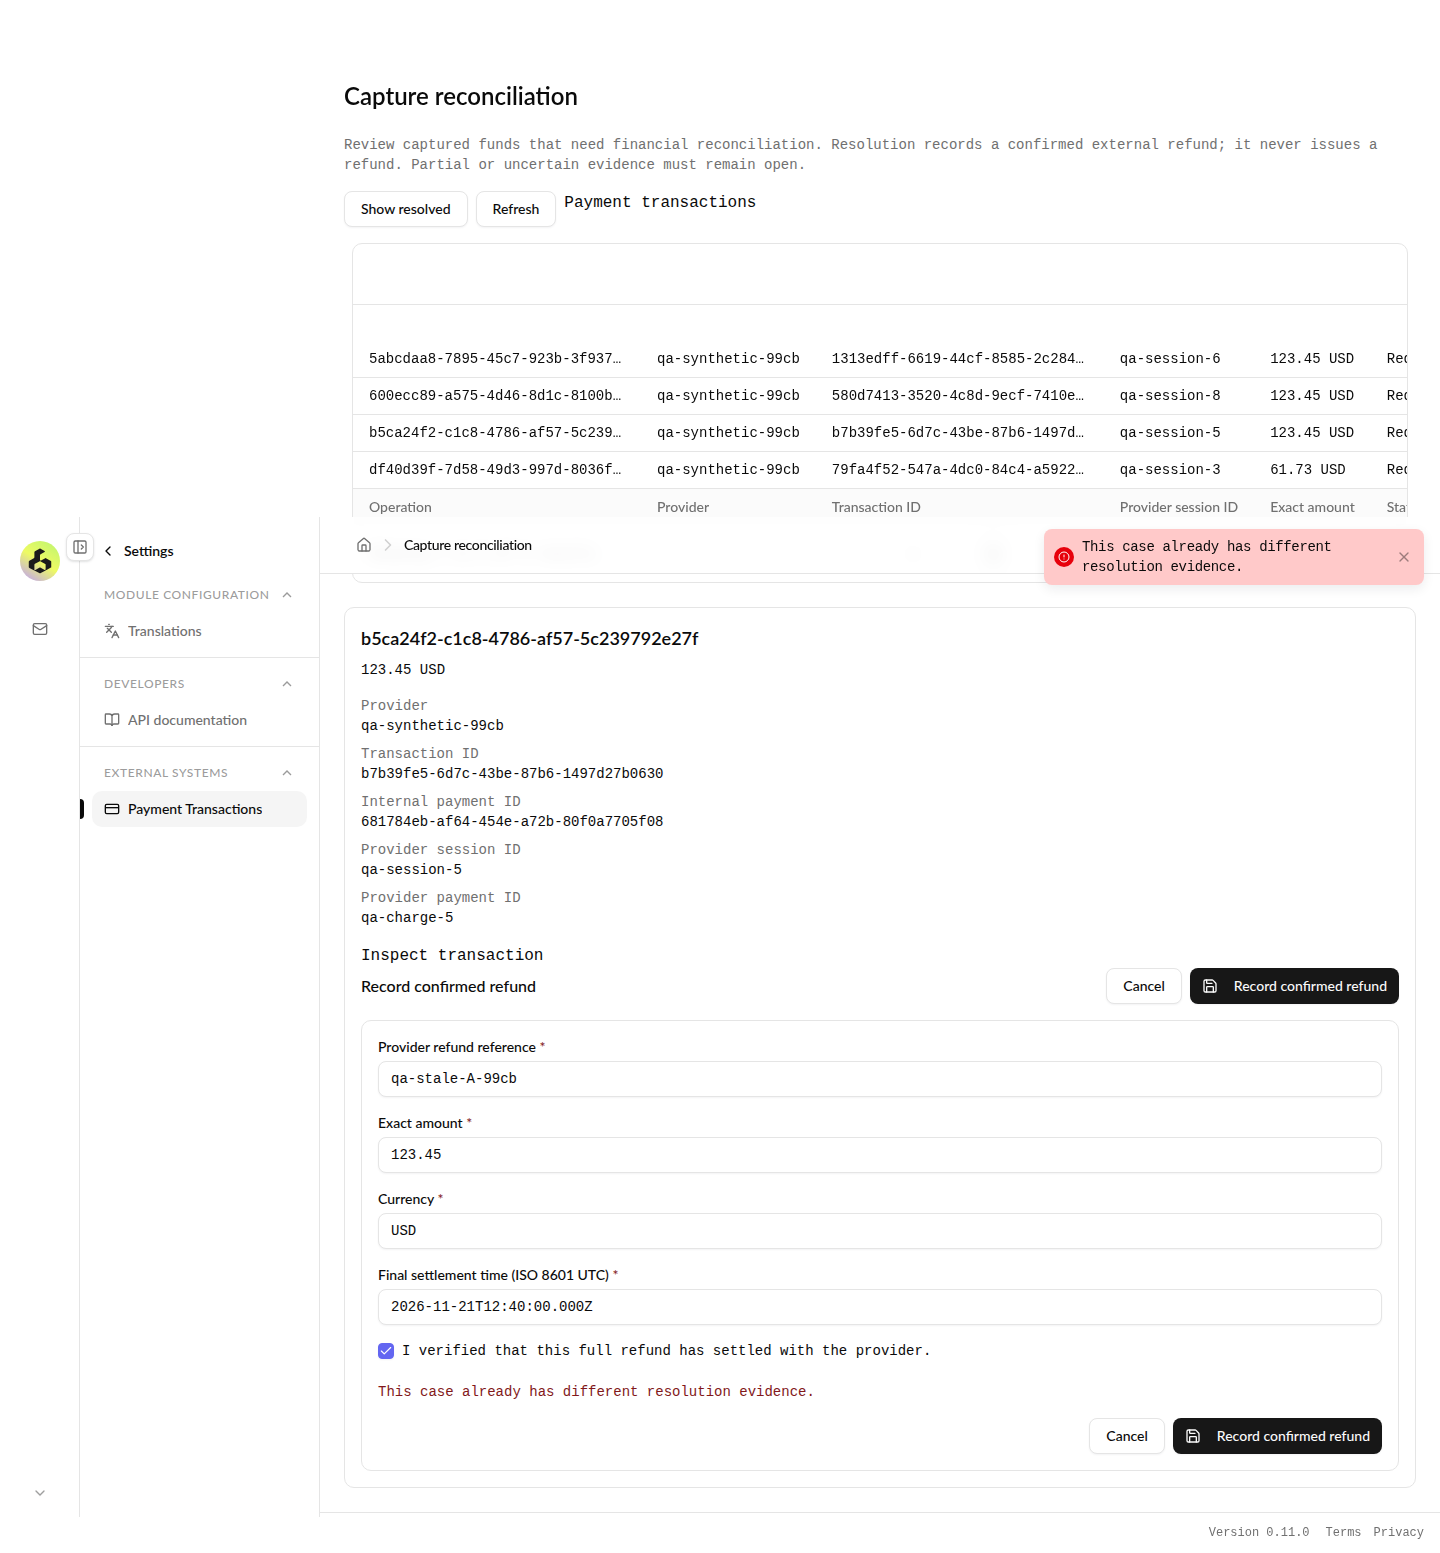 Capture reconciliation
Review captured funds that need financial reconciliation. Resolution records a confirmed external refund; it never issues a
refund. Partial or uncertain evidence must remain open.
Show resolved
Refresh
Payment transactions
5abcdaa8-7895-45c7-923b-3f937… qa-synthetic-99cb 1313edff-6619-44cf-8585-2c284… qa-session-6 123.45 USD
600ecc89-a575-4d46-8d1c-8100b… qa-synthetic-99cb 580d7413-3520-4c8d-9ecf-7410e… qa-session-8 123.45 USD
b5ca24f2-c1c8-4786-af57-5c239… qa-synthetic-99cb b7b39fe5-6d7c-43be-87b6-1497d… qa-session-5 123.45 USD
df40d39f-7d58-49d3-997d-8036f… qa-synthetic-99cb 79fa4f52-547a-4dc0-84c4-a5922… qa-session-3 61.73 USD
Operation Provider Transaction ID Provider session ID Exact amount
Settings
Capture reconciliation
This case already has different
resolution evidence.
MODULE CONFIGURATION
Translations
DEVELOPERS
API documentation
EXTERNAL SYSTEMS
Payment Transactions
b5ca24f2-c1c8-4786-af57-5c239792e27f
123.45 USD
Provider
qa-synthetic-99cb
Transaction ID
b7b39fe5-6d7c-43be-87b6-1497d27b0630
Internal payment ID
681784eb-af64-454e-a72b-80f0a7705f08
Provider session ID
qa-session-5
Provider payment ID
qa-charge-5
Inspect transaction
Record confirmed refund
Cancel
Record confirmed refund
Provider refund reference *
qa-stale-A-99cb
Exact amount *
123.45
Currency *
USD
Final settlement time (ISO 8601 UTC) *
2026-11-21T12:40:00.000Z
I verified that this full refund has settled with the provider.
This case already has different resolution evidence.
Cancel
Record confirmed refund
Version 0.11.0 Terms Privacy